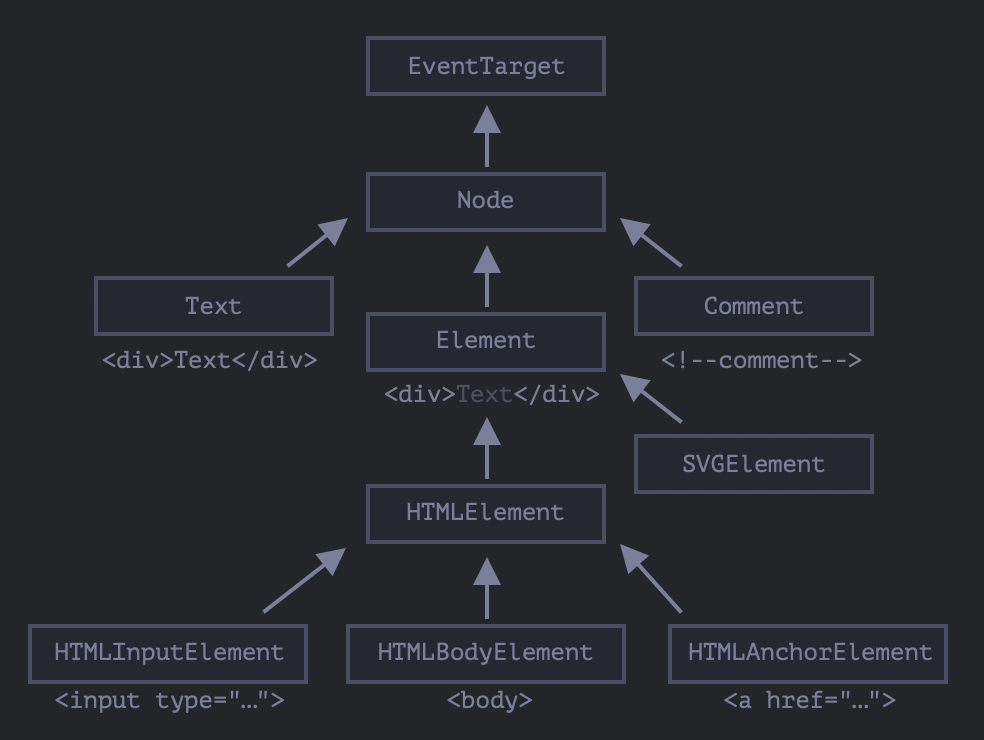 EventTarget
Node
Text
Comment
<div>Text</div>
Element
<!--comment-->
<div>Text</div>
SVGElement
HTMLElement
HTMLInputElement
HTMLBodyElement
HTMLAnchorElement
<input type="…">
<body>
<a href="…">